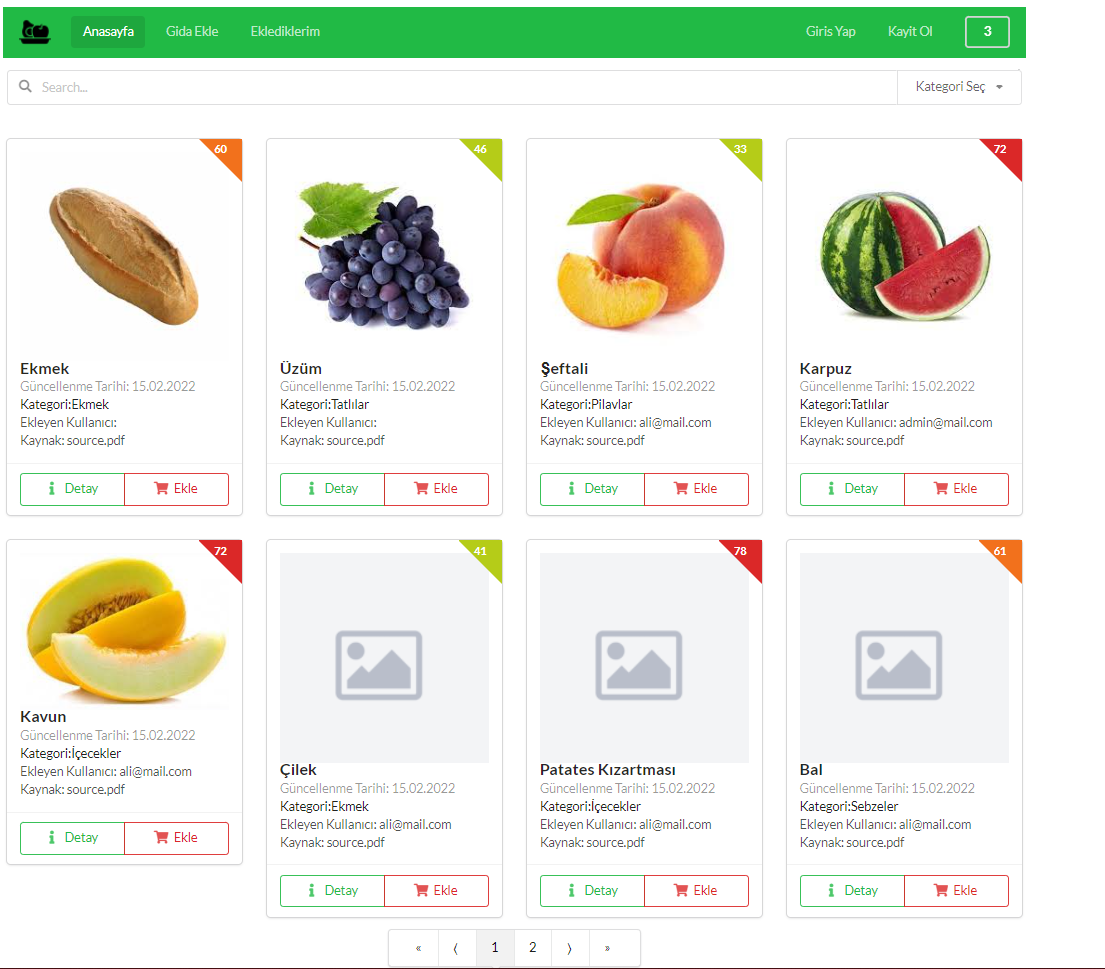 Anasayfa Gida Ekle Eklediklerim Giris Yap Kayit Ol 3
Search... Kategori Seç
60
46
33
72
Ekmek
Güncellenme Tarihi: 15.02.2022
Kategori:Ekmek
Ekleyen Kullanıcı:
Kaynak: source.pdf
Detay Ekle
Üzüm
Güncellenme Tarihi: 15.02.2022
Kategori:Tatlılar
Ekleyen Kullanıcı:
Kaynak: source.pdf
Detay Ekle
Şeftali
Güncellenme Tarihi: 15.02.2022
Kategori:Pilavlar
Ekleyen Kullanıcı: ali@mail.com
Kaynak: source.pdf
Detay Ekle
Karpuz
Güncellenme Tarihi: 15.02.2022
Kategori:Tatlılar
Ekleyen Kullanıcı: admin@mail.com
Kaynak: source.pdf
Detay Ekle
72
41
78
61
Kavun
Güncellenme Tarihi: 15.02.2022
Kategori:İçecekler
Ekleyen Kullanıcı: ali@mail.com
Kaynak: source.pdf
Detay Ekle
Çilek
Güncellenme Tarihi: 15.02.2022
Kategori:Ekmek
Ekleyen Kullanıcı: ali@mail.com
Kaynak: source.pdf
Detay Ekle
Patates Kızartması
Güncellenme Tarihi: 15.02.2022
Kategori:İçecekler
Ekleyen Kullanıcı: ali@mail.com
Kaynak: source.pdf
Detay Ekle
Bal
Güncellenme Tarihi: 15.02.2022
Kategori:Sebzeler
Ekleyen Kullanıcı: ali@mail.com
Kaynak: source.pdf
Detay Ekle
« ⟨ 1 2 ⟩ »